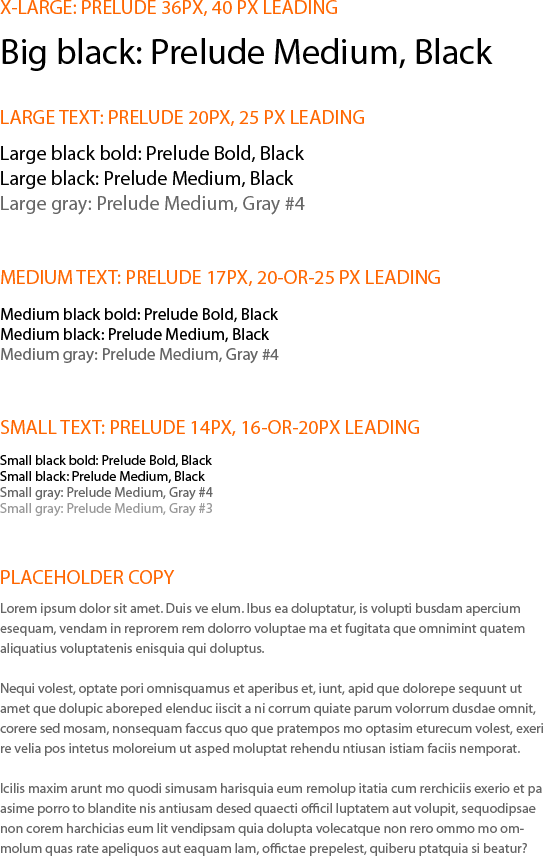 X-LARGE: PRELUDE 36PX, 40 PX LEADING
Big black: Prelude Medium, Black
LARGE TEXT: PRELUDE 20PX, 25 PX LEADING
Large black bold: Prelude Bold, Black
Large black: Prelude Medium, Black
Large gray: Prelude Medium, Gray #4
MEDIUM TEXT: PRELUDE 17PX, 20-OR-25 PX LEADING
Medium black bold: Prelude Bold, Black
Medium black: Prelude Medium, Black
Medium gray: Prelude Medium, Gray #4
SMALL TEXT: PRELUDE 14PX, 16-OR-20PX LEADING
Small black bold: Prelude Bold, Black
Small black: Prelude Medium, Black
Small gray: Prelude Medium, Gray #4
Small gray: Prelude Medium, Gray #3
PLACEHOLDER COPY
Lorem ipsum dolor sit amet. Duis ve elum. Ibus ea doluptatur, is volupti busdam apercium
esequam, vendam in reprorem rem dolorro voluptae ma et fugitata que omnimint quatem
aliquatius voluptatenis enisquia qui doluptus.
Nequi volest, optate pori omnisquamus et aperibus et, iunt, apid que dolorepe sequunt ut
amet que dolupic aboreped elenduc iiscit a ni corrum quiate parum volorrum dusdae omnit,
corere sed mosam, nonsequam faccus quo que pratempos mo optasim eturecum volest, exeri
re velia pos intetus moloreium ut asped moluptat rehendu ntiusan istiam faciis nemporat.
Icilis maxim arunt mo quodi simusam harisquia eum remolup itatia cum rerchiciis exerio et pa
asime porro to blandite nis antiusam desed quaecti officil luptatem aut volupit, sequodipsae
non corem harchicias eum lit vendipsam quia dolupta volecatque non rero ommo mo om-
molum quas rate apeliquos aut eaquam lam, offictae prepelest, quiberu ptatquia si beatur?